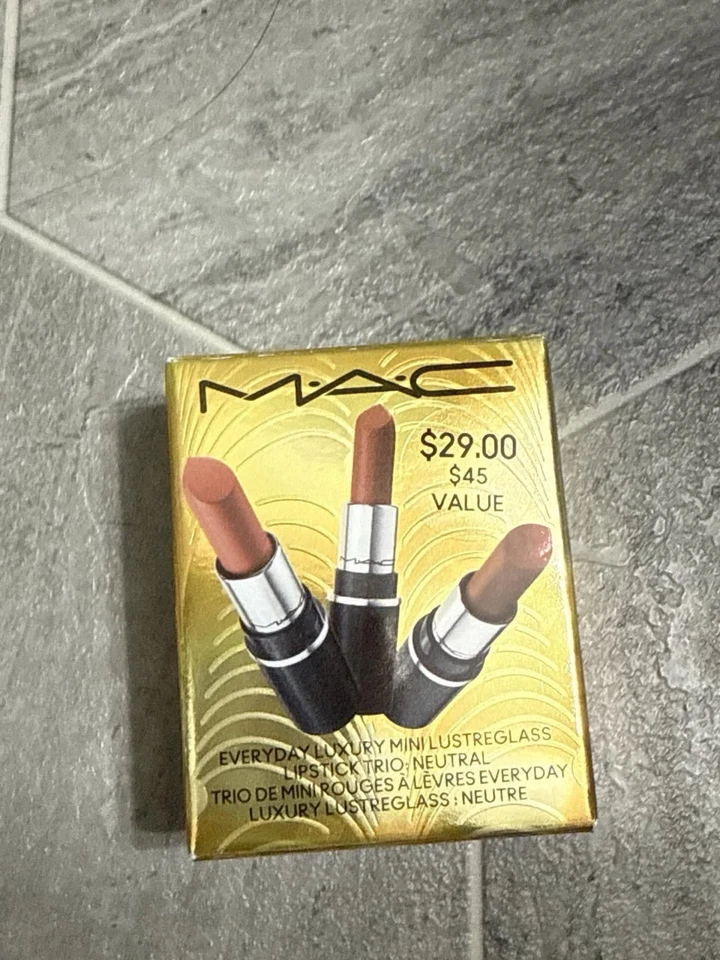 M·A·C
$29.00
$45
VALUE
MAC
EVERYDAY LUXURY MINI LUSTREGLASS
LIPSTICK TRIO: NEUTRAL
TRIO DE MINI ROUGES À LÈVRES EVERYDAY
LUXURY LUSTREGLASS : NEUTRE